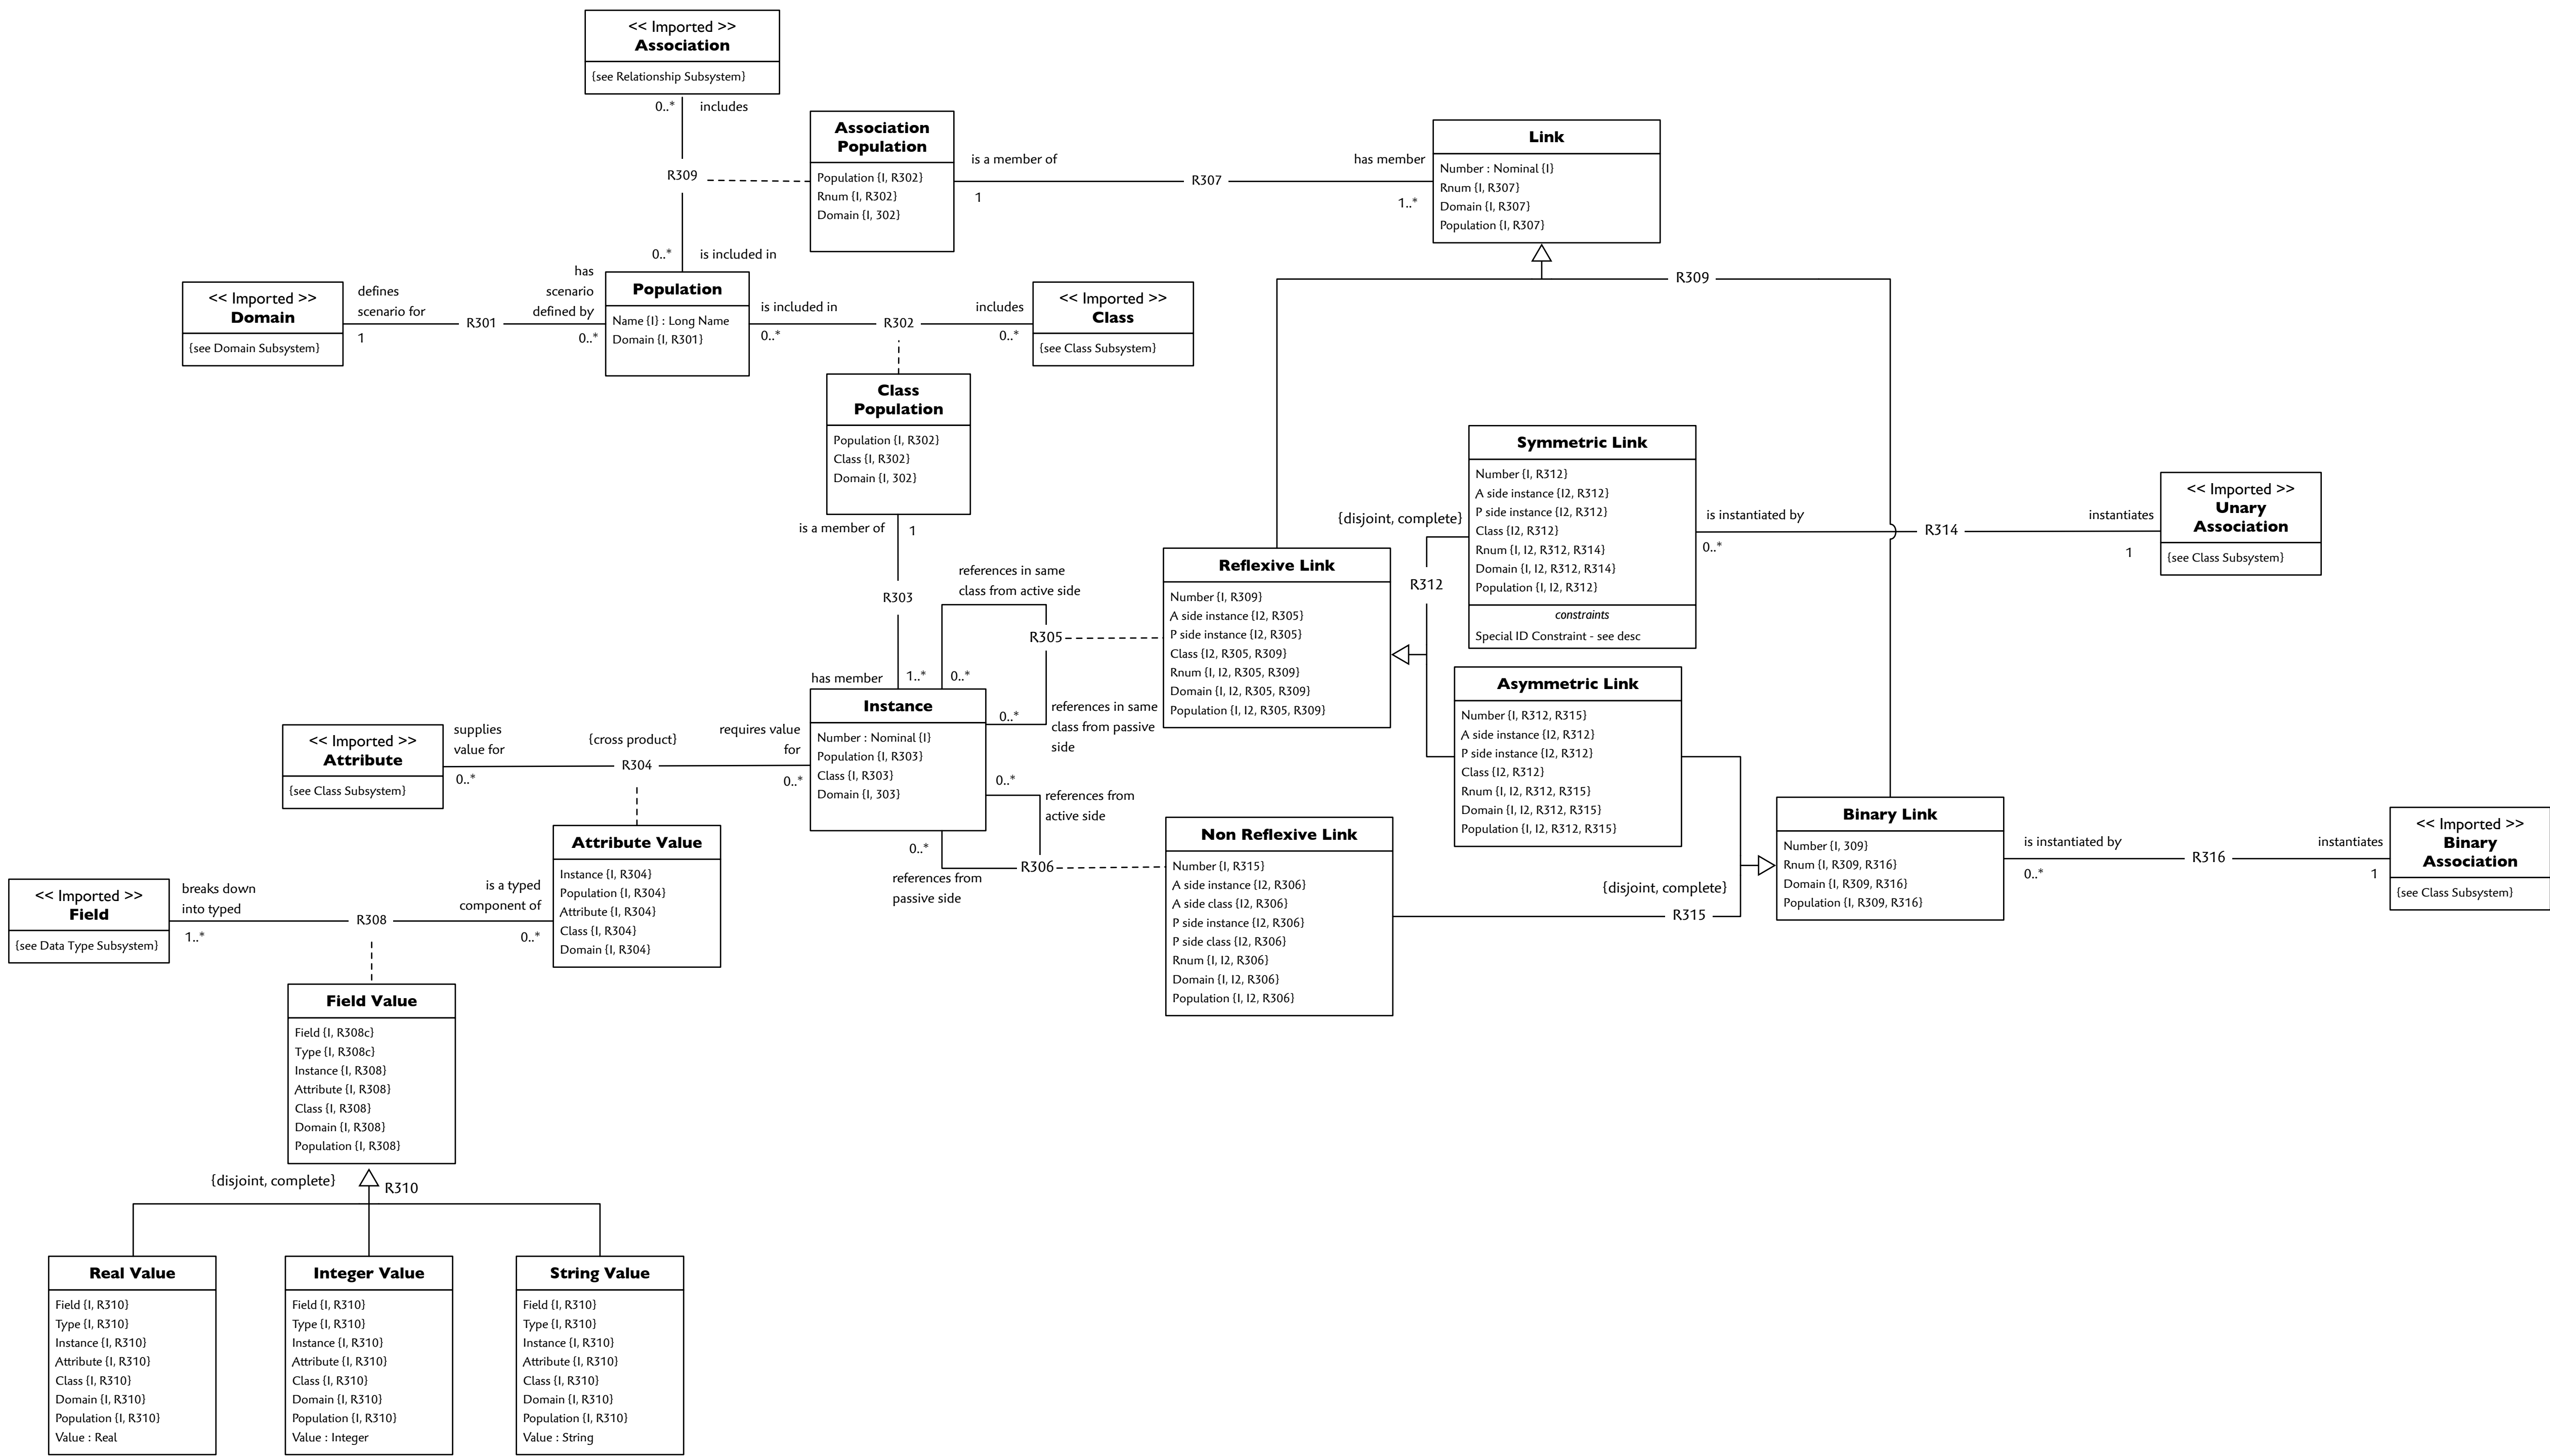 << Imported >>
Association
{see Relationship Subsystem}
0..*
includes
R309
0..*
is included in
Association
Population
Population {I, R302}
Rnum {I, R302}
Domain {I, 302}
is a member of
1
R307
has member
1..*
Link
Number : Nominal {I}
Rnum {I, R307}
Domain {I, R307}
Population {I, R307}
R309
<< Imported >>
Domain
{see Domain Subsystem}
defines
scenario for
1
R301
has
scenario
defined by
0..*
Population
Name {I} : Long Name
Domain {I, R301}
is included in
0..*
R302
includes
0..*
<< Imported >>
Class
{see Class Subsystem}
Class
Population
Population {I, R302}
Class {I, R302}
Domain {I, 302}
is a member of
1
R303
has member
1..*
references in same
class from active side
0..*
R305
0..*
references in same
class from passive
side
Reflexive Link
Number {I, R309}
A side instance {I2, R305}
P side instance {I2, R305}
Class {I2, R305, R309}
Rnum {I, I2, R305, R309}
Domain {I, I2, R305, R309}
Population {I, I2, R305, R309}
{disjoint, complete}
R312
Symmetric Link
Number {I, R312}
A side instance {I2, R312}
P side instance {I2, R312}
Class {I2, R312}
Rnum {I, I2, R312, R314}
Domain {I, I2, R312, R314}
Population {I, I2, R312}
constraints
Special ID Constraint - see desc
is instantiated by
0..*
R314
instantiates
1
<< Imported >>
Unary
Association
{see Class Subsystem}
Asymmetric Link
Number {I, R312, R315}
A side instance {I2, R312}
P side instance {I2, R312}
Class {I2, R312}
Rnum {I, I2, R312, R315}
Domain {I, I2, R312, R315}
Population {I, I2, R312, R315}
<< Imported >>
Attribute
{see Class Subsystem}
supplies
value for
0..*
{cross product}
R304
requires value
for
0..*
Instance
Number : Nominal {I}
Population {I, R303}
Class {I, R303}
Domain {I, 303}
0..*
references from
active side
0..*
R306
references from
passive side
Non Reflexive Link
Number {I, R315}
A side instance {I2, R306}
A side class {I2, R306}
P side instance {I2, R306}
P side class {I2, R306}
Rnum {I, I2, R306}
Domain {I, I2, R306}
Population {I, I2, R306}
{disjoint, complete}
R315
Binary Link
Number {I, 309}
Rnum {I, R309, R316}
Domain {I, R309, R316}
Population {I, R309, R316}
is instantiated by
0..*
R316
instantiates
1
<< Imported >>
Binary
Association
{see Class Subsystem}
Attribute Value
Instance {I, R304}
Population {I, R304}
Attribute {I, R304}
Class {I, R304}
Domain {I, R304}
<< Imported >>
Field
{see Data Type Subsystem}
breaks down
into typed
1..*
R308
is a typed
component of
0..*
Field Value
Field {I, R308c}
Type {I, R308c}
Instance {I, R308}
Attribute {I, R308}
Class {I, R308}
Domain {I, R308}
Population {I, R308}
{disjoint, complete}
R310
Real Value
Field {I, R310}
Type {I, R310}
Instance {I, R310}
Attribute {I, R310}
Class {I, R310}
Domain {I, R310}
Population {I, R310}
Value : Real
Integer Value
Field {I, R310}
Type {I, R310}
Instance {I, R310}
Attribute {I, R310}
Class {I, R310}
Domain {I, R310}
Population {I, R310}
Value : Integer
String Value
Field {I, R310}
Type {I, R310}
Instance {I, R310}
Attribute {I, R310}
Class {I, R310}
Domain {I, R310}
Population {I, R310}
Value : String